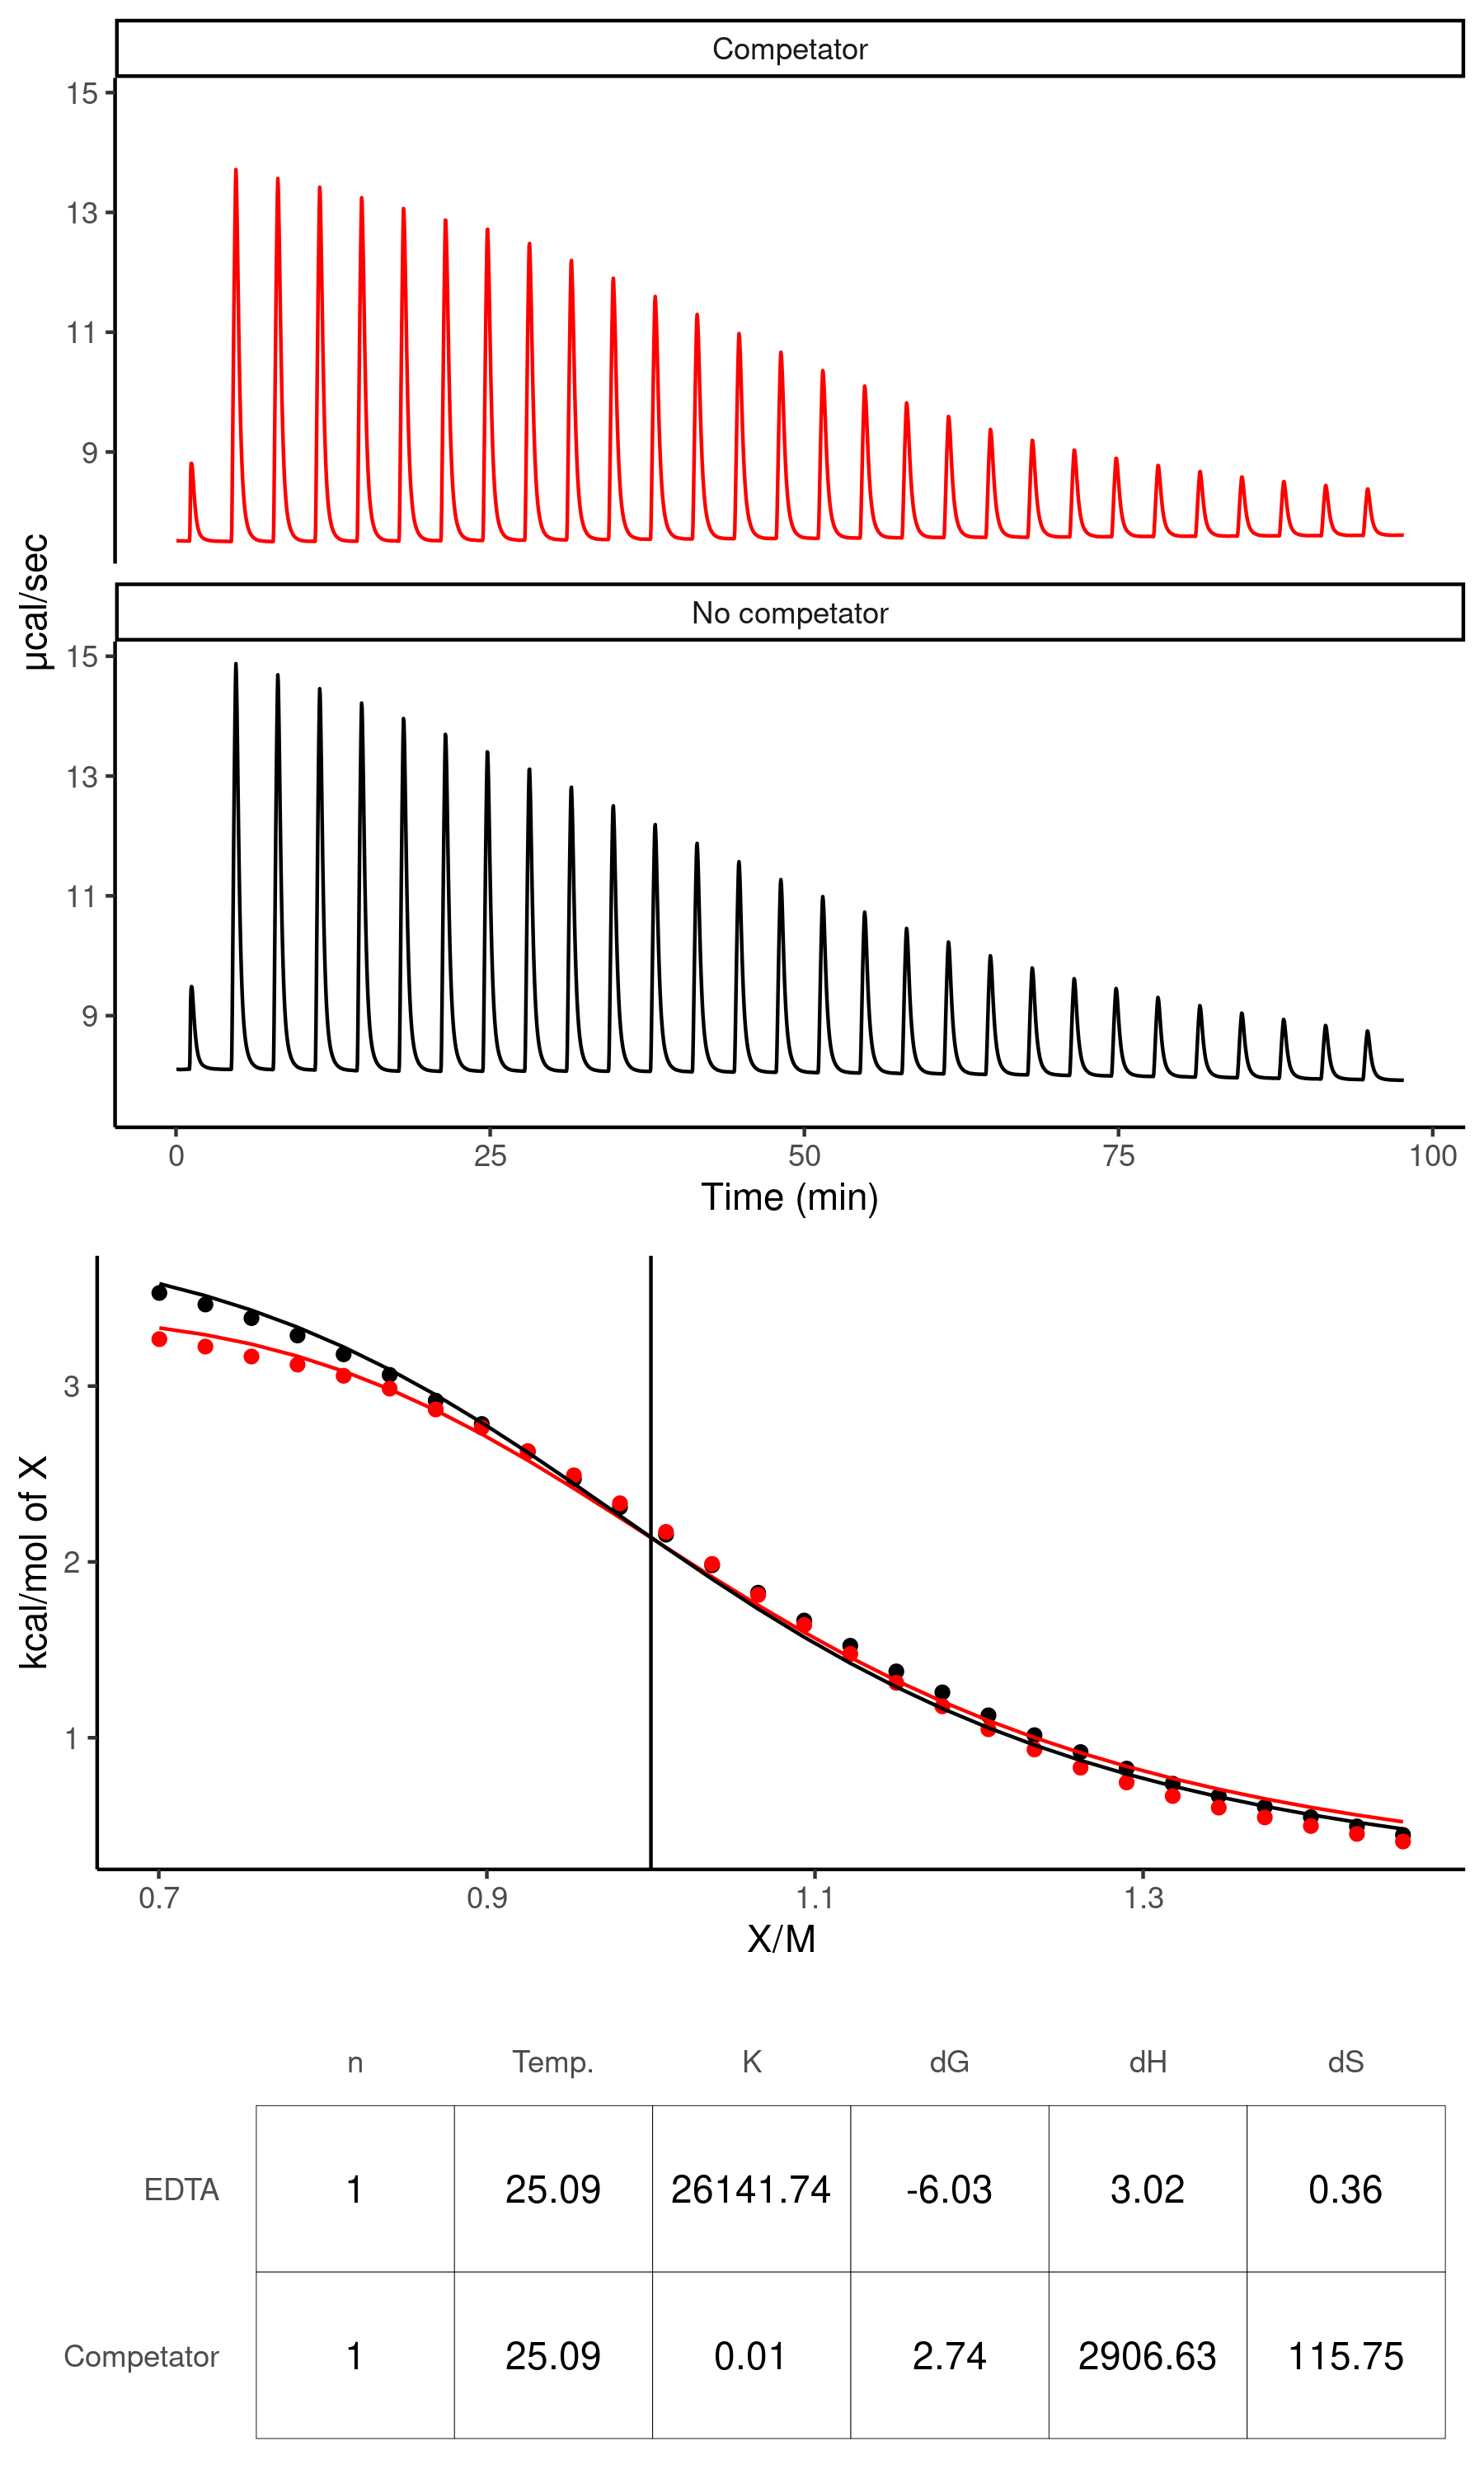 Competator
15
13
11
9
µcal/sec
No competator
15
13
11
9
0 25 50 75 100
Time (min)
3
2
1
kcal/mol of X
0.7 0.9 1.1 1.3
X/M
n Temp. K dG dH dS
EDTA 1 25.09 26141.74 -6.03 3.02 0.36
Competator 1 25.09 0.01 2.74 2906.63 115.75